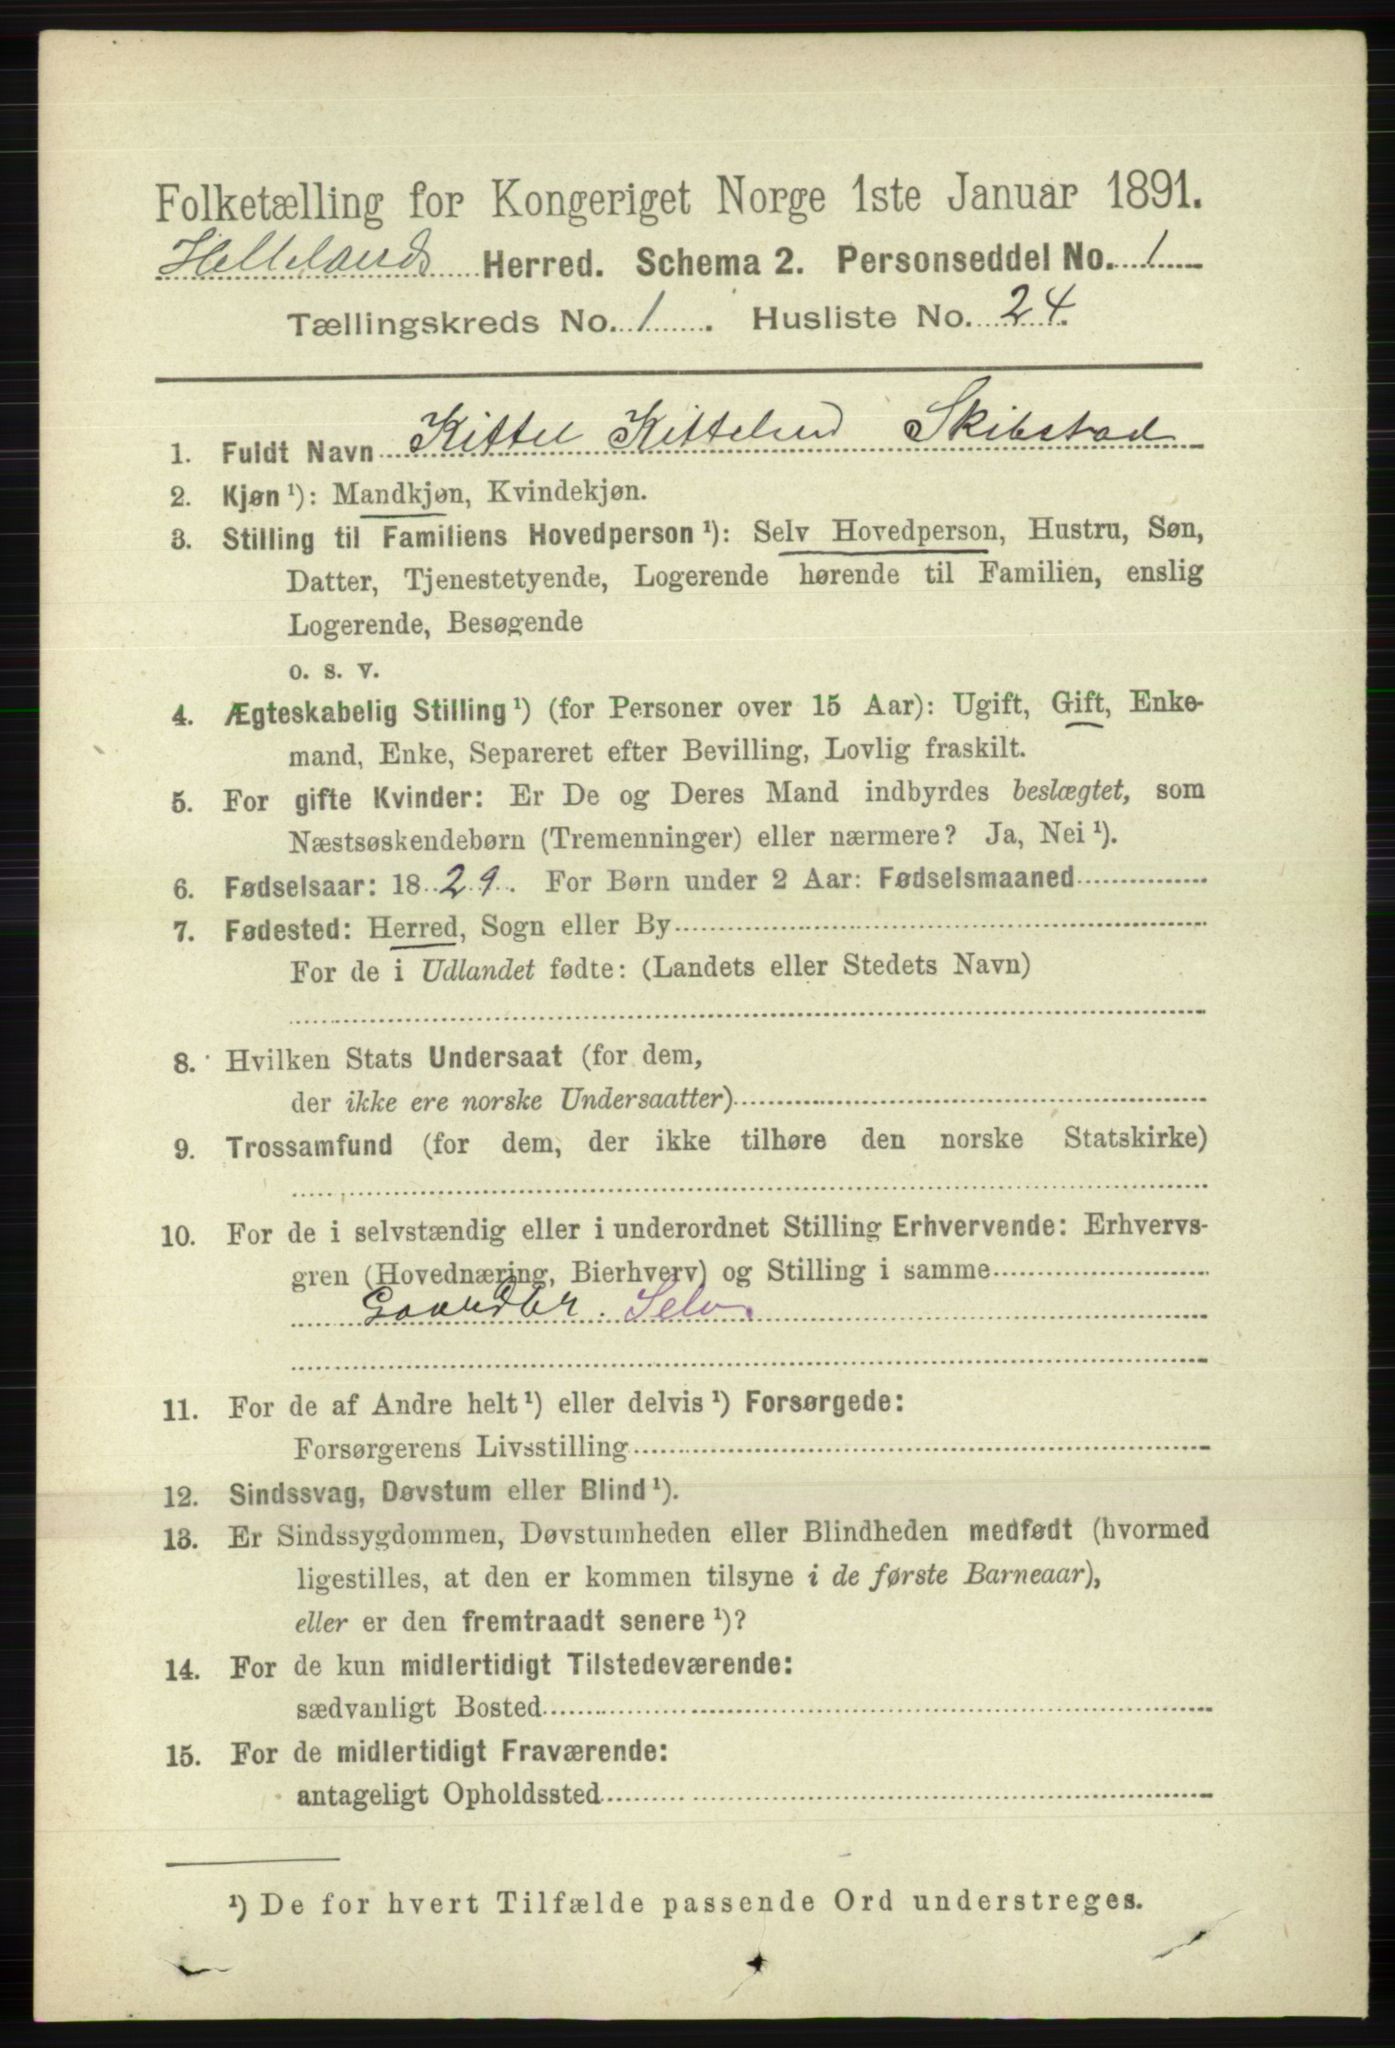 Folketælling for Kongeriget Norge 1ste Januar 1891.
Hellelands Herred. Schema 2. Personseddel No. 1
Tællingskreds No. 1. Husliste No. 24.
1. Fuldt Navn Kittel Kittelsen Skibstad
2. Kjøn ¹): Mandkjøn, Kvindekjøn.
3. Stilling til Familiens Hovedperson ¹): Selv Hovedperson, Hustru, Søn,
Datter, Tjenestetyende, Logerende hørende til Familien, enslig
Logerende, Besøgende
o. s. v.
4. Ægteskabelig Stilling ¹) (for Personer over 15 Aar): Ugift, Gift, Enke-
mand, Enke, Separeret efter Bevilling, Lovlig fraskilt.
5. For gifte Kvinder: Er De og Deres Mand indbyrdes beslægtet, som
Næstsøskendebørn (Tremenninger) eller nærmere? Ja, Nei ¹).
6. Fødselsaar: 1829. For Børn under 2 Aar: Fødselsmaaned
7. Fødested: Herred, Sogn eller By
For de i Udlandet fødte: (Landets eller Stedets Navn)
8. Hvilken Stats Undersaat (for dem,
der ikke ere norske Undersaatter)
9. Trossamfund (for dem, der ikke tilhøre den norske Statskirke)
10. For de i selvstændig eller i underordnet Stilling Erhvervende: Erhvervs-
gren (Hovednæring, Bierhverv) og Stilling i samme
Gaardbr. Selv.
11. For de af Andre helt ¹) eller delvis ¹) Forsørgede:
Forsørgerens Livsstilling
12. Sindssvag, Døvstum eller Blind ¹).
13. Er Sindssygdommen, Døvstumheden eller Blindheden medfødt (hvormed
ligestilles, at den er kommen tilsyne i de første Barneaar),
eller er den fremtraadt senere ¹)?
14. For de kun midlertidigt Tilstedeværende:
sædvanligt Bosted
15. For de midlertidigt Fraværende:
antageligt Opholdssted
¹) De for hvert Tilfælde passende Ord understreges.